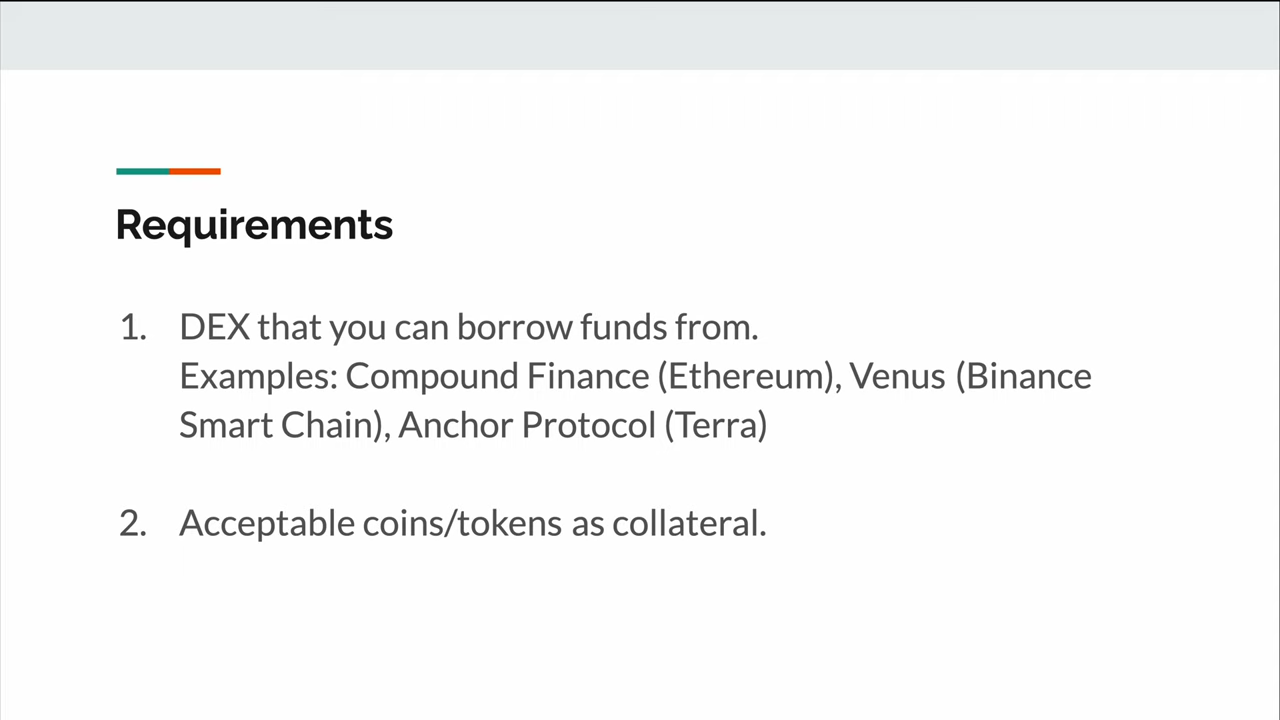 Requirements
1. DEX that you can borrow funds from.
Examples: Compound Finance (Ethereum), Venus (Binance
Smart Chain), Anchor Protocol (Terra)
2. Acceptable coins/tokens as collateral.